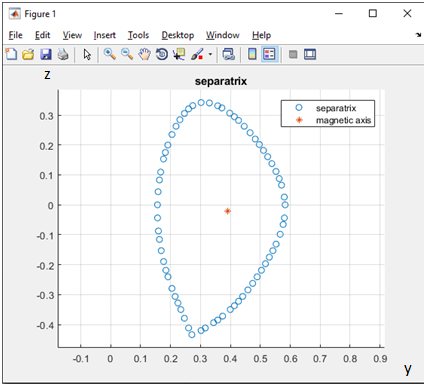 Figure 1
File Edit View Insert Tools Desktop Window Help
z
separatrix
separatrix
magnetic axis
0.3
0.2
0.1
0
-0.1
-0.2
-0.3
-0.4
-0.1 0 0.1 0.2 0.3 0.4 0.5 0.6 0.7 0.8 0.9
y